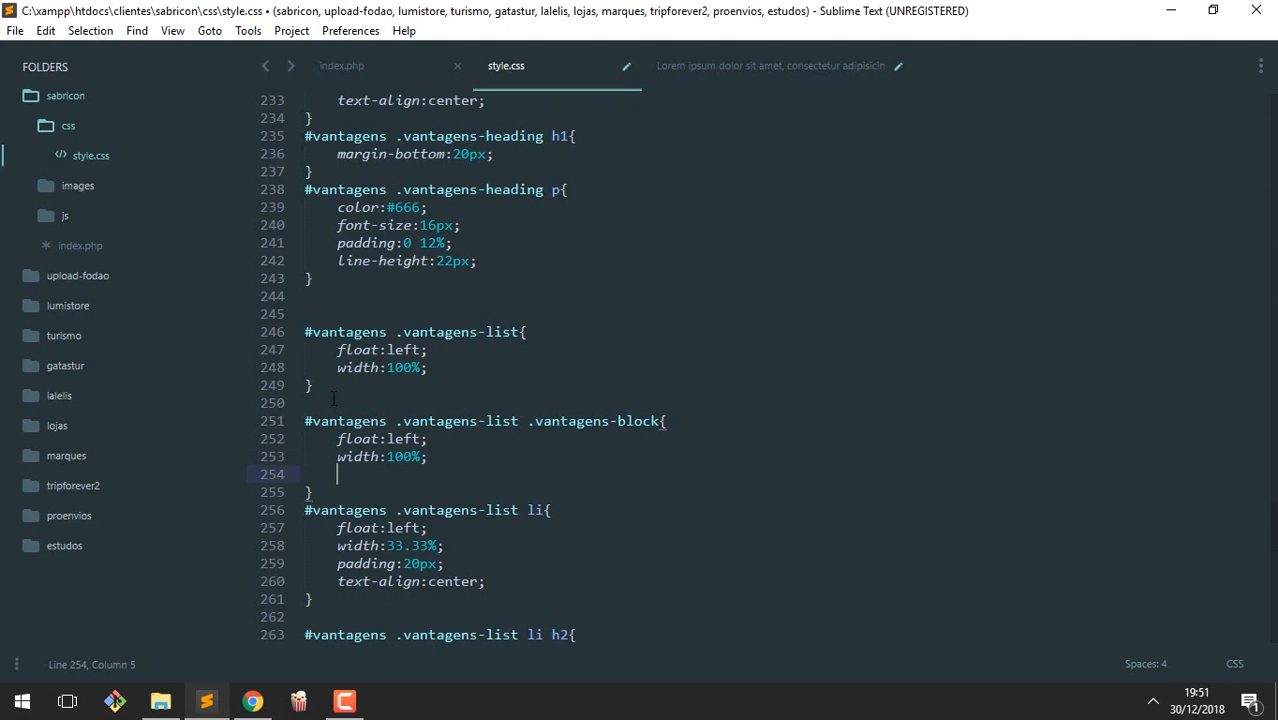 C:\xampp\htdocs\clientes\sabricon\css\style.css • (sabricon, upload-fodao, lumistore, turismo, gatastur, lalelis, lojas, marques, tripforever2, proenvios, estudos) - Sublime Text (UNREGISTERED)
File Edit Selection Find View Goto Tools Project Preferences Help
FOLDERS
sabricon
css
style.css
images
js
index.php
upload-fodao
lumistore
turismo
gatastur
lalelis
lojas
marques
tripforever2
proenvios
estudos
index.php style.css Lorem ipsum dolor sit amet, consectetur adipisicin
233 text-align:center;
234 }
235 #vantagens .vantagens-heading h1{
236 margin-bottom:20px;
237 }
238 #vantagens .vantagens-heading p{
239 color:#666;
240 font-size:16px;
241 padding:0 12%;
242 line-height:22px;
243 }
244
245
246 #vantagens .vantagens-list{
247 float:left;
248 width:100%;
249 }
250
251 #vantagens .vantagens-list .vantagens-block{
252 float:left;
253 width:100%;
254
255 }
256 #vantagens .vantagens-list li{
257 float:left;
258 width:33.33%;
259 padding:20px;
260 text-align:center;
261 }
262
263 #vantagens .vantagens-list li h2{
Line 254, Column 5 Spaces: 4 CSS
19:51
30/12/2018
1